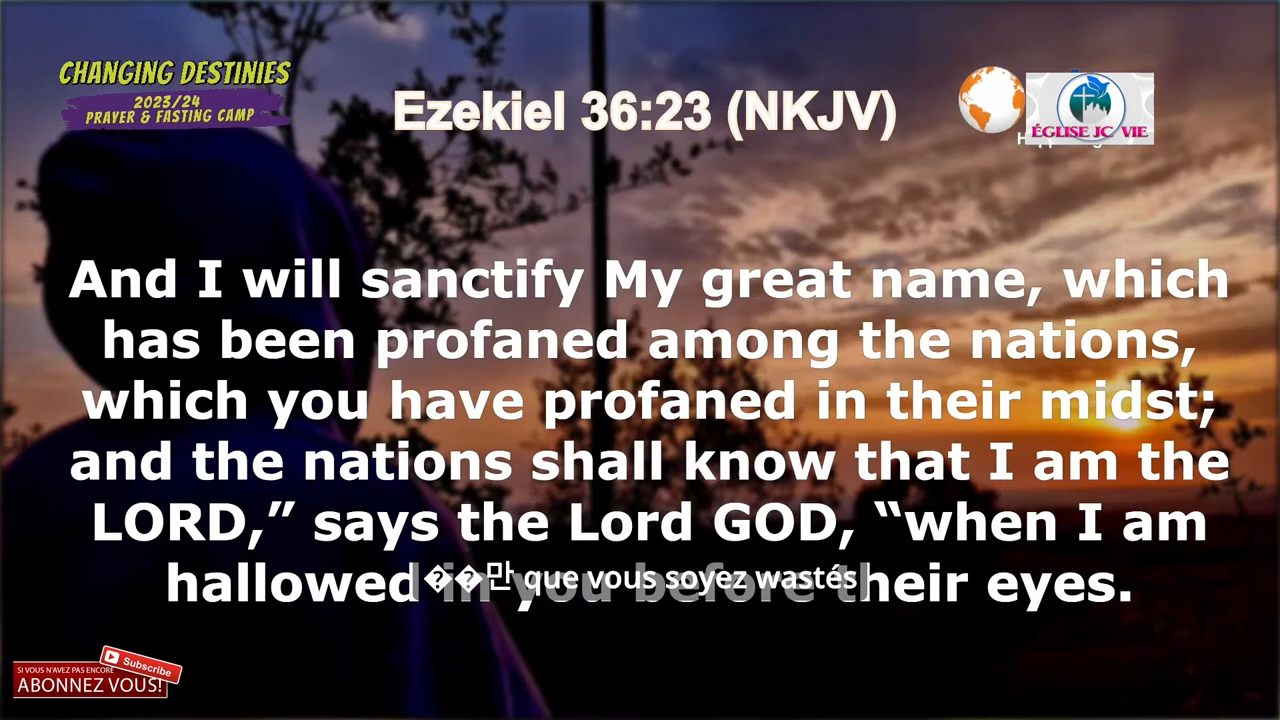 CHANGING DESTINIES
2023/24
PRAYER & FASTING CAMP
Ezekiel 36:23 (NKJV)
ÉGLISE JC VIE
And I will sanctify My great name, which
has been profaned among the nations,
which you have profaned in their midst;
and the nations shall know that I am the
LORD,” says the Lord GOD, “when I am
hallowed in you before their eyes.
��만 que vous soyez wastés
Subscribe
SI VOUS N'AVEZ PAS ENCORE
ABONNEZ VOUS!